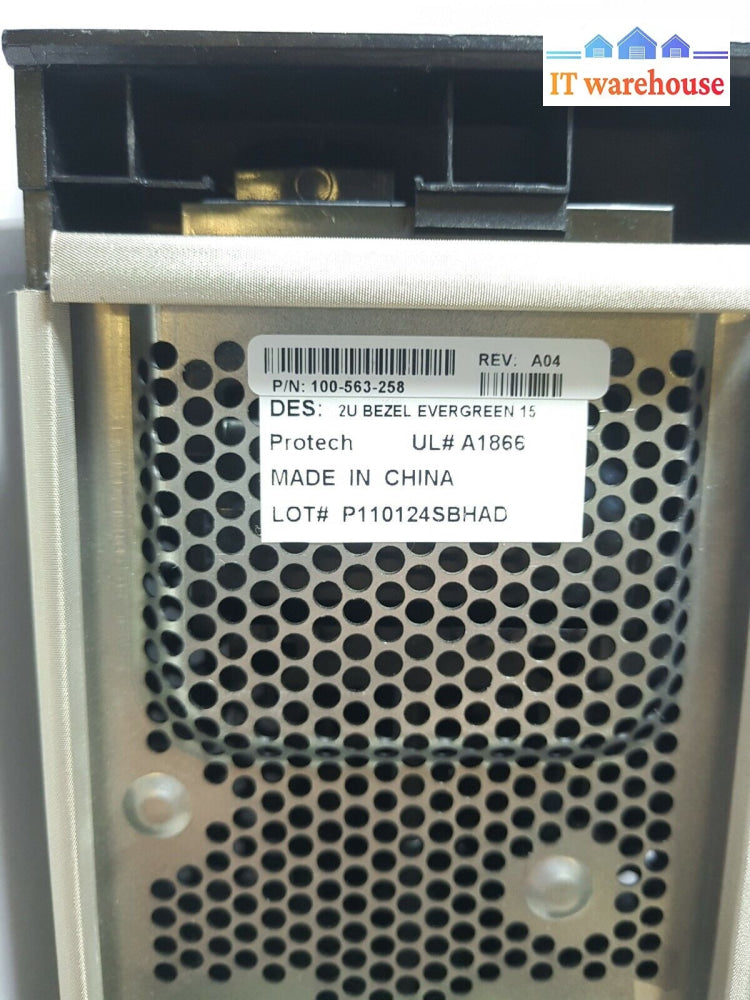 IT warehouse
REV: A04
P/N: 100-563-258
DES: 2U BEZEL EVERGREEN 15
Protech UL# A1866
MADE IN CHINA
LOT# P110124SBHAD